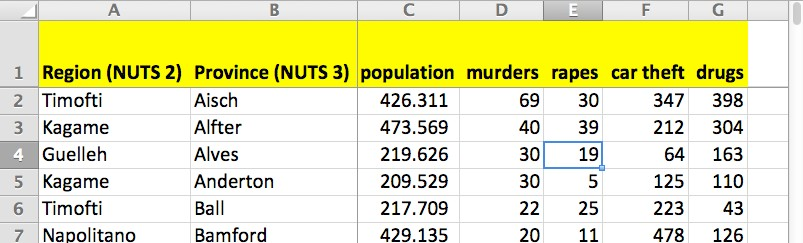 A B C D E F G
1 Region (NUTS 2) Province (NUTS 3) population murders rapes car theft drugs
2 Timofti Aisch 426.311 69 30 347 398
3 Kagame Alfter 473.569 40 39 212 304
4 Guelleh Alves 219.626 30 19 64 163
5 Kagame Anderton 209.529 30 5 125 110
6 Timofti Ball 217.709 22 25 223 43
7 Napolitano Bamford 429.135 20 11 478 126